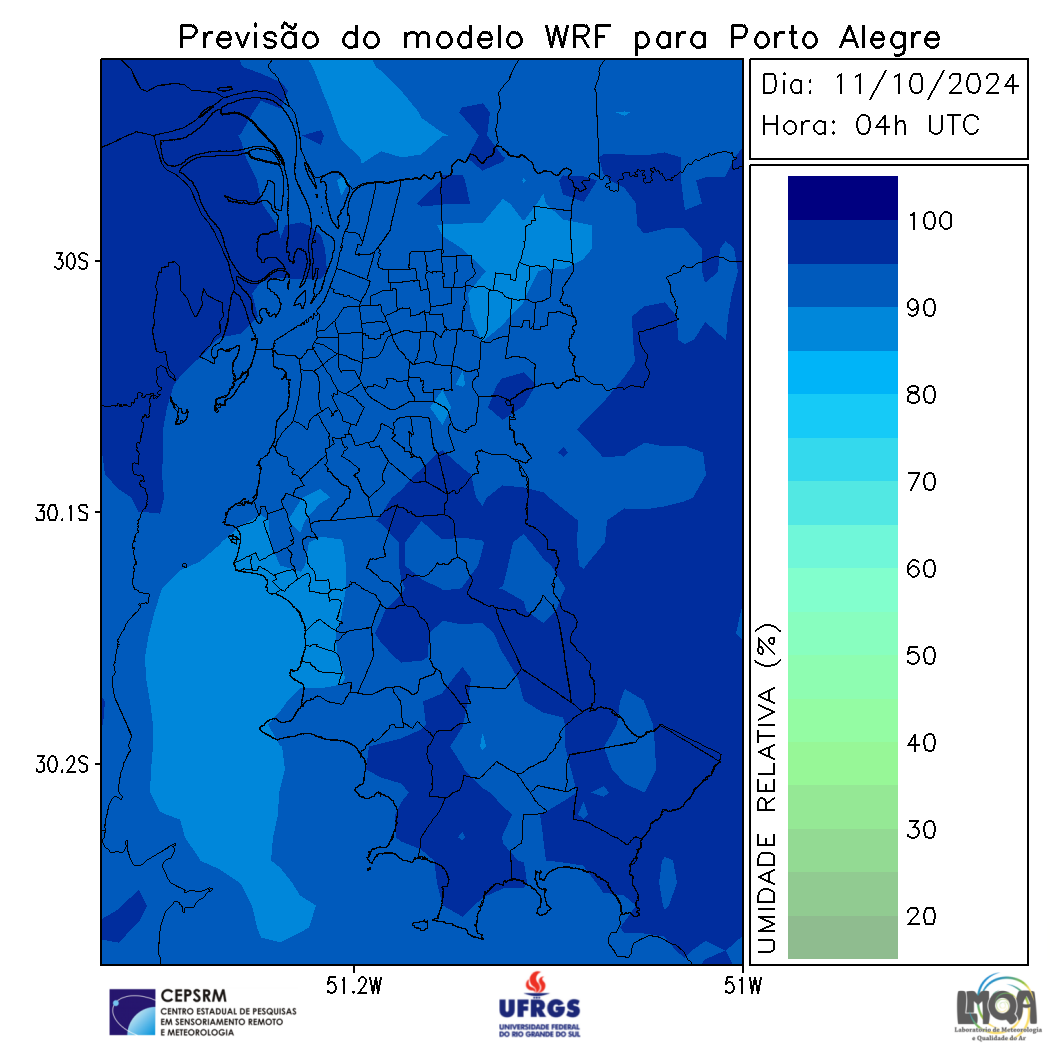 Previsão do modelo WRF para Porto Alegre
Dia: 11/10/2024
Hora: 04h UTC
100
90
80
70
60
50
40
30
20
UMIDADE RELATIVA (%)
30S
30.1S
30.2S
51.2W
51W
CEPSRM
CENTRO ESTADUAL DE PESQUISAS
EM SENSORIAMENTO REMOTO
E METEOROLOGIA
UFRGS
UNIVERSIDADE FEDERAL
DO RIO GRANDE DO SUL
LMQA
Laboratório de Meteorologia
e Qualidade do Ar